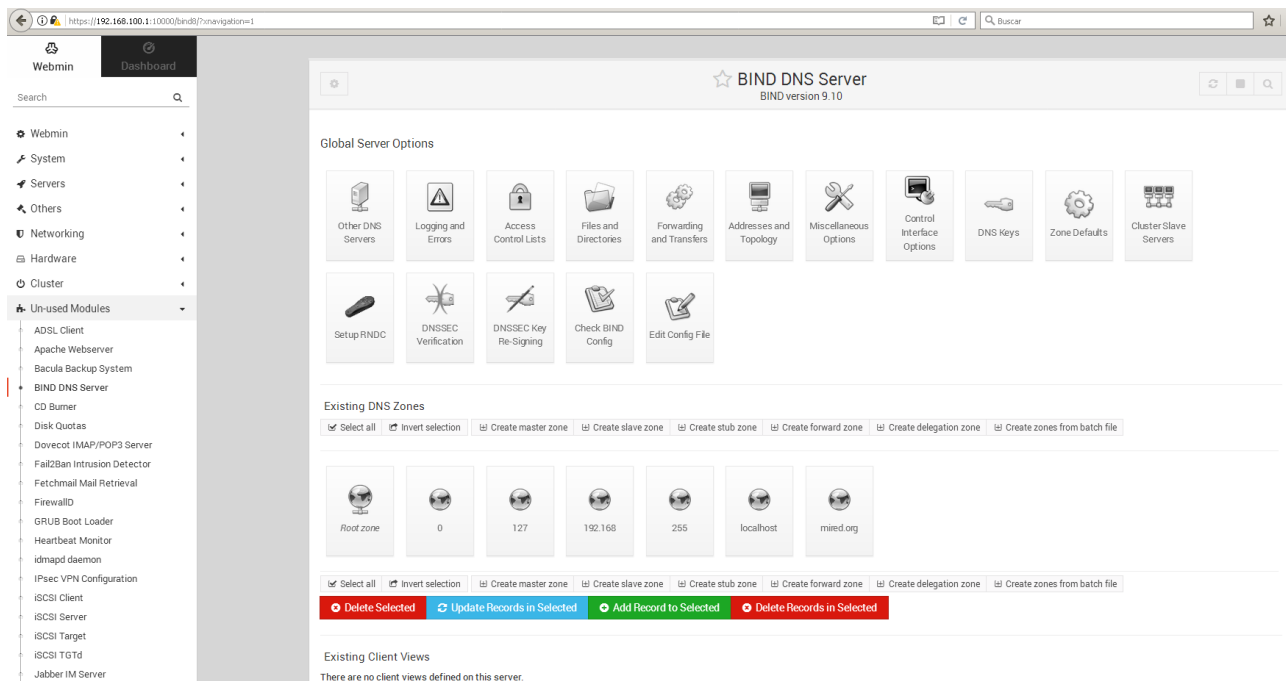 https://192.168.100.1:10000/bind8/?xnavigation=1
Buscar
Webmin
Dashboard
Search
Webmin
System
Servers
Others
Networking
Hardware
Cluster
Un-used Modules
ADSL Client
Apache Webserver
Bacula Backup System
BIND DNS Server
CD Burner
Disk Quotas
Dovecot IMAP/POP3 Server
Fail2Ban Intrusion Detector
Fetchmail Mail Retrieval
FirewallD
GRUB Boot Loader
Heartbeat Monitor
idmapd daemon
IPsec VPN Configuration
iSCSI Client
iSCSI Server
iSCSI Target
iSCSI TGTd
Jabber IM Server
BIND DNS Server
BIND version 9.10
Global Server Options
Other DNS Servers
Logging and Errors
Access Control Lists
Files and Directories
Forwarding and Transfers
Addresses and Topology
Miscellaneous Options
Control Interface Options
DNS Keys
Zone Defaults
Cluster Slave Servers
Setup RNDC
DNSSEC Verification
DNSSEC Key Re-Signing
Check BIND Config
Edit Config File
Existing DNS Zones
Select all Invert selection Create master zone Create slave zone Create stub zone Create forward zone Create delegation zone Create zones from batch file
Root zone
0
127
192.168
255
localhost
mired.org
Select all Invert selection Create master zone Create slave zone Create stub zone Create forward zone Create delegation zone Create zones from batch file
Delete Selected Update Records in Selected Add Record to Selected Delete Records in Selected
Existing Client Views
There are no client views defined on this server.